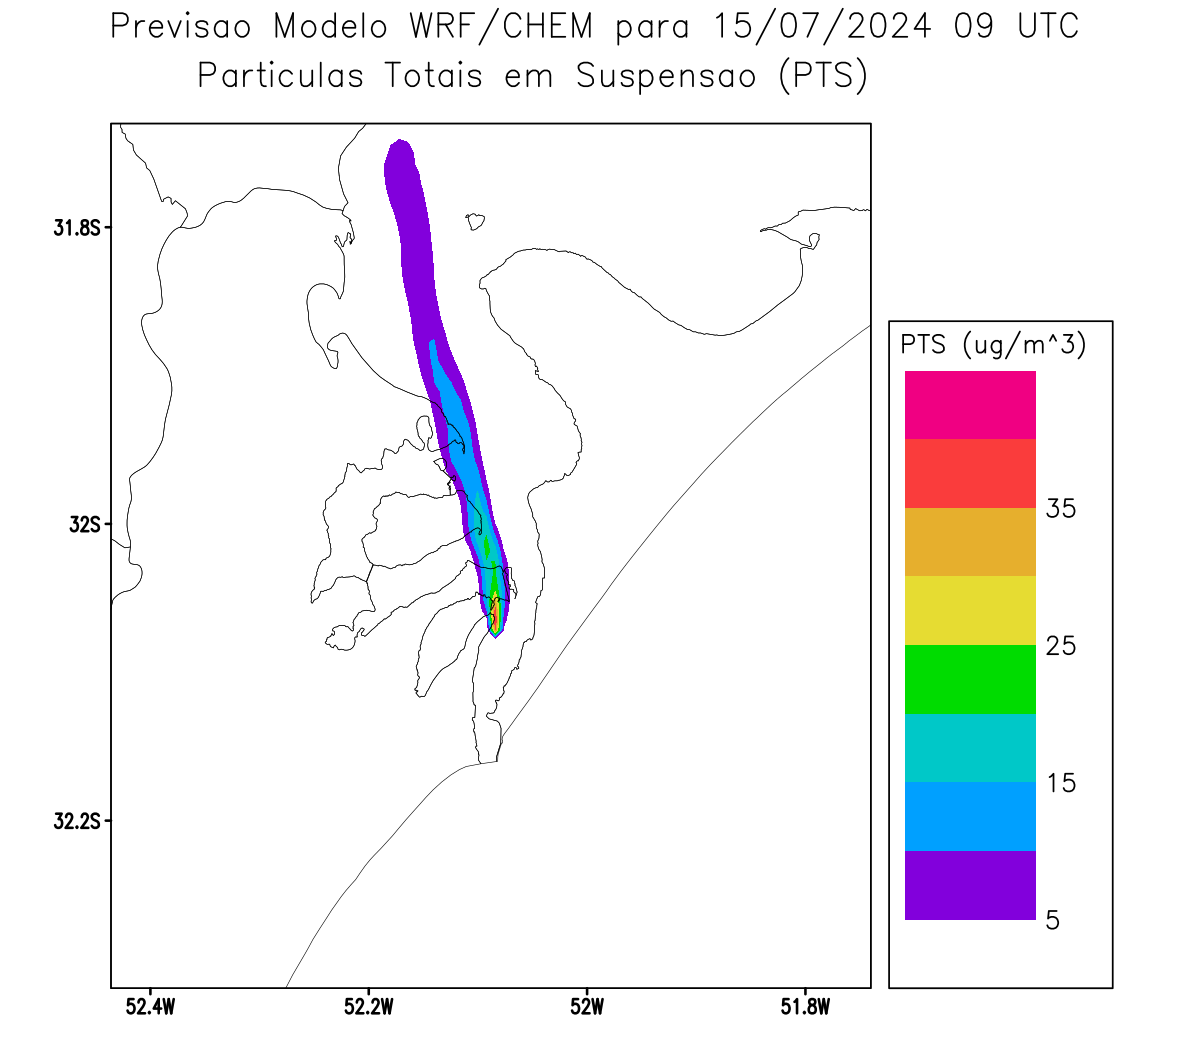 Previsao Modelo WRF/CHEM para 15/07/2024 09 UTC
Particulas Totais em Suspensao (PTS)
31.8S
32S
32.2S
52.4W
52.2W
52W
51.8W
PTS (ug/m^3)
35
25
15
5